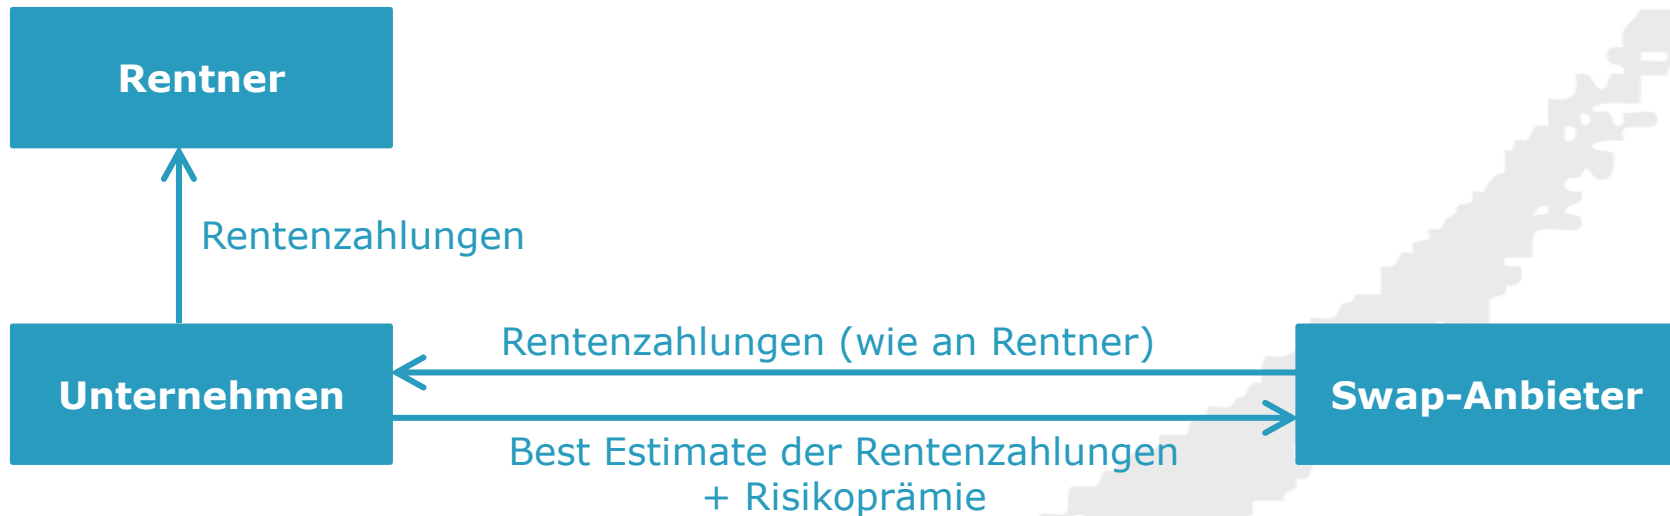 Rentner
Rentenzahlungen
Rentenzahlungen (wie an Rentner)
Unternehmen
Swap-Anbieter
Best Estimate der Rentenzahlungen
+ Risikoprämie